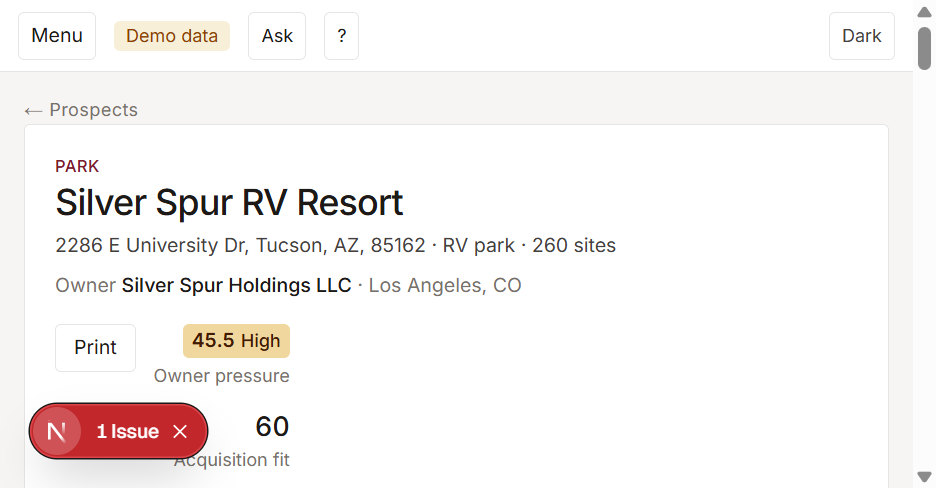 Menu Demo data Ask ? Dark
← Prospects
PARK
Silver Spur RV Resort
2286 E University Dr, Tucson, AZ, 85162 · RV park · 260 sites
Owner Silver Spur Holdings LLC · Los Angeles, CO
Print 45.5 High
Owner pressure
N 1 Issue × 60
Acquisition fit